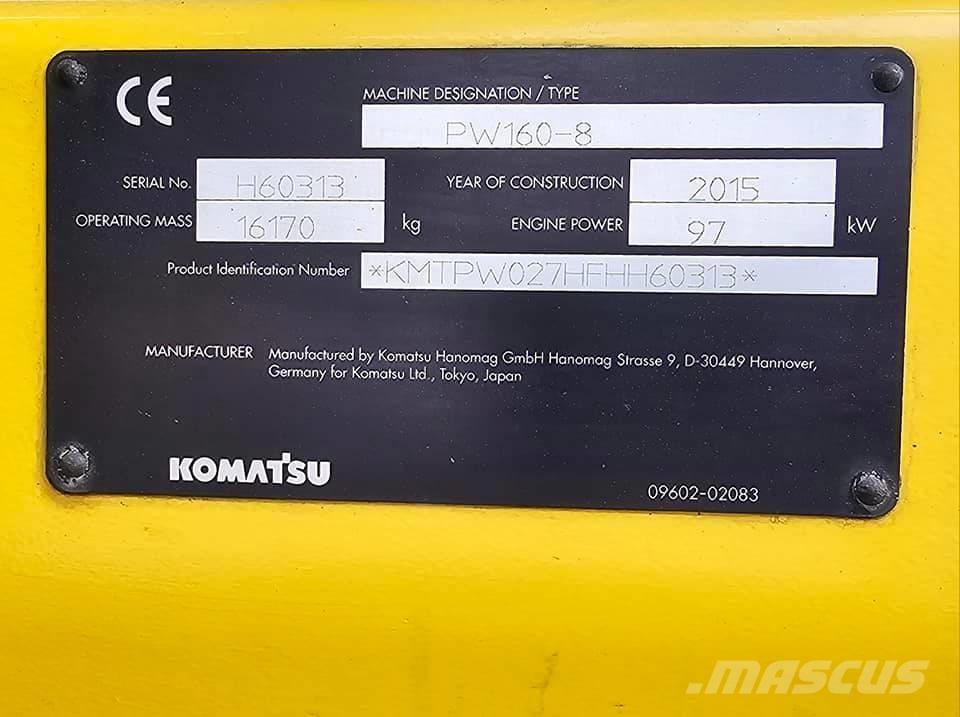 CE
MACHINE DESIGNATION / TYPE
PW160-8
SERIAL No. H60313 YEAR OF CONSTRUCTION 2015
OPERATING MASS 16170 kg ENGINE POWER 97 kW
Product Identification Number *KMTPW027HFHH60313*
MANUFACTURER Manufactured by Komatsu Hanomag GmbH Hanomag Strasse 9, D-30449 Hannover,
Germany for Komatsu Ltd., Tokyo, Japan
KOMATSU
09602-02083
.MASCUS